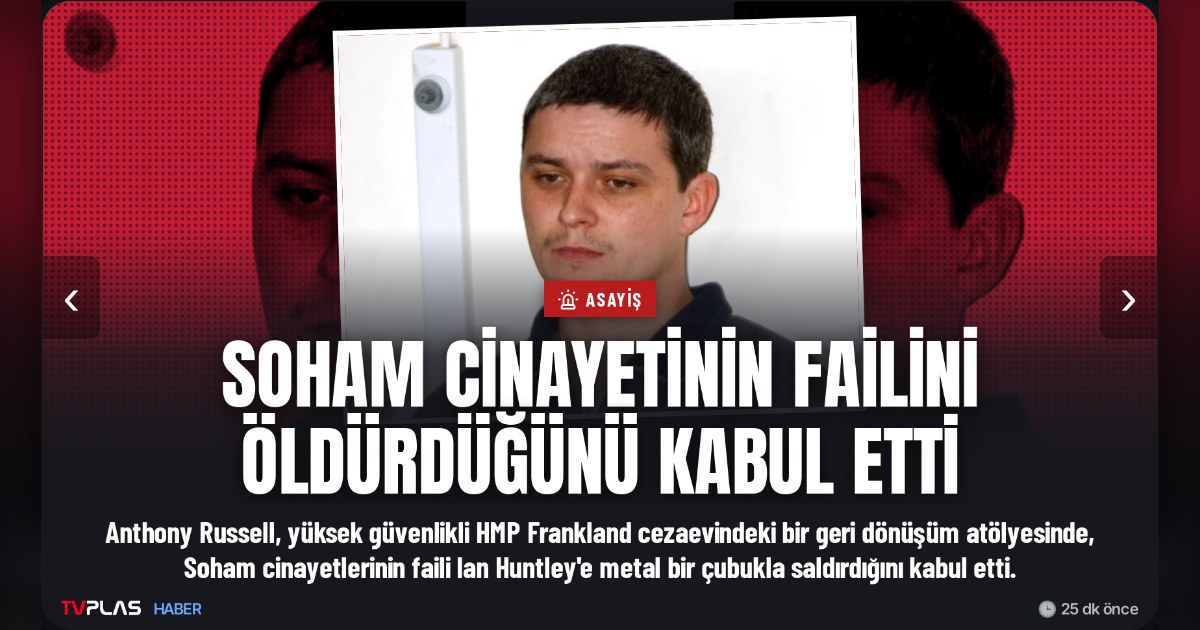 ASAYİŞ
SOHAM CİNAYETİNİN FAİLİNİ
ÖLDÜRDÜĞÜNÜ KABUL ETTİ
Anthony Russell, yüksek güvenlikli HMP Frankland cezaevindeki bir geri dönüşüm atölyesinde,
Soham cinayetlerinin faili Ian Huntley'e metal bir çubukla saldırdığını kabul etti.
TVPLAS HABER
25 dk önce